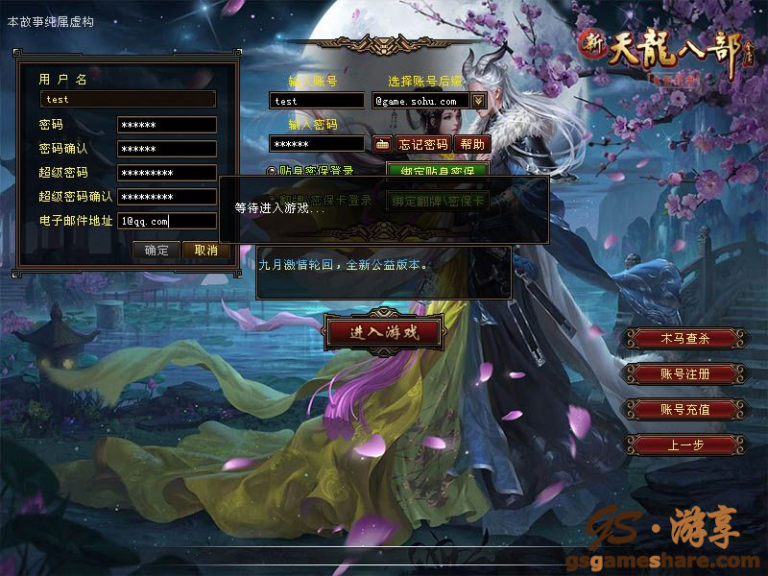 本故事纯属虚构
新天龍八部
用户名
test
密码
******
密码确认
******
超级密码
*********
超级密码确认
*********
电子邮件地址
1@qq.com
确定 取消
输入账号 选择账号后缀
test @game.sohu.com
输入密码
****** 忘记密码 帮助
贴身密保登录 绑定贴身密保
密保卡登录 绑定翻牌\密保卡
等待进入游戏...
九月激情轮回，全新公益版本。
进入游戏
木马查杀
账号注册
账号充值
上一步
GS·游享
gsgameshare.com